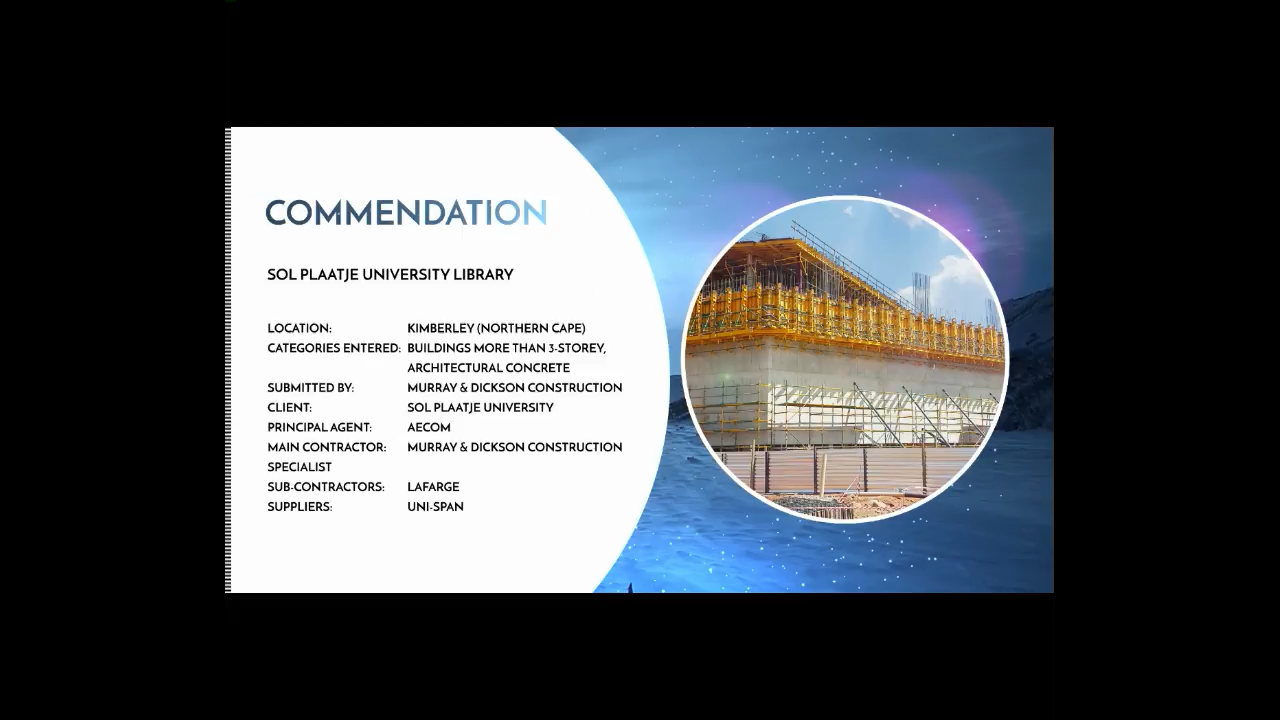 COMMENDATION
SOL PLAATJE UNIVERSITY LIBRARY
LOCATION: KIMBERLEY (NORTHERN CAPE)
CATEGORIES ENTERED: BUILDINGS MORE THAN 3-STOREY,
ARCHITECTURAL CONCRETE
SUBMITTED BY: MURRAY & DICKSON CONSTRUCTION
CLIENT: SOL PLAATJE UNIVERSITY
PRINCIPAL AGENT: AECOM
MAIN CONTRACTOR: MURRAY & DICKSON CONSTRUCTION
SPECIALIST
SUB-CONTRACTORS: LAFARGE
SUPPLIERS: UNI-SPAN